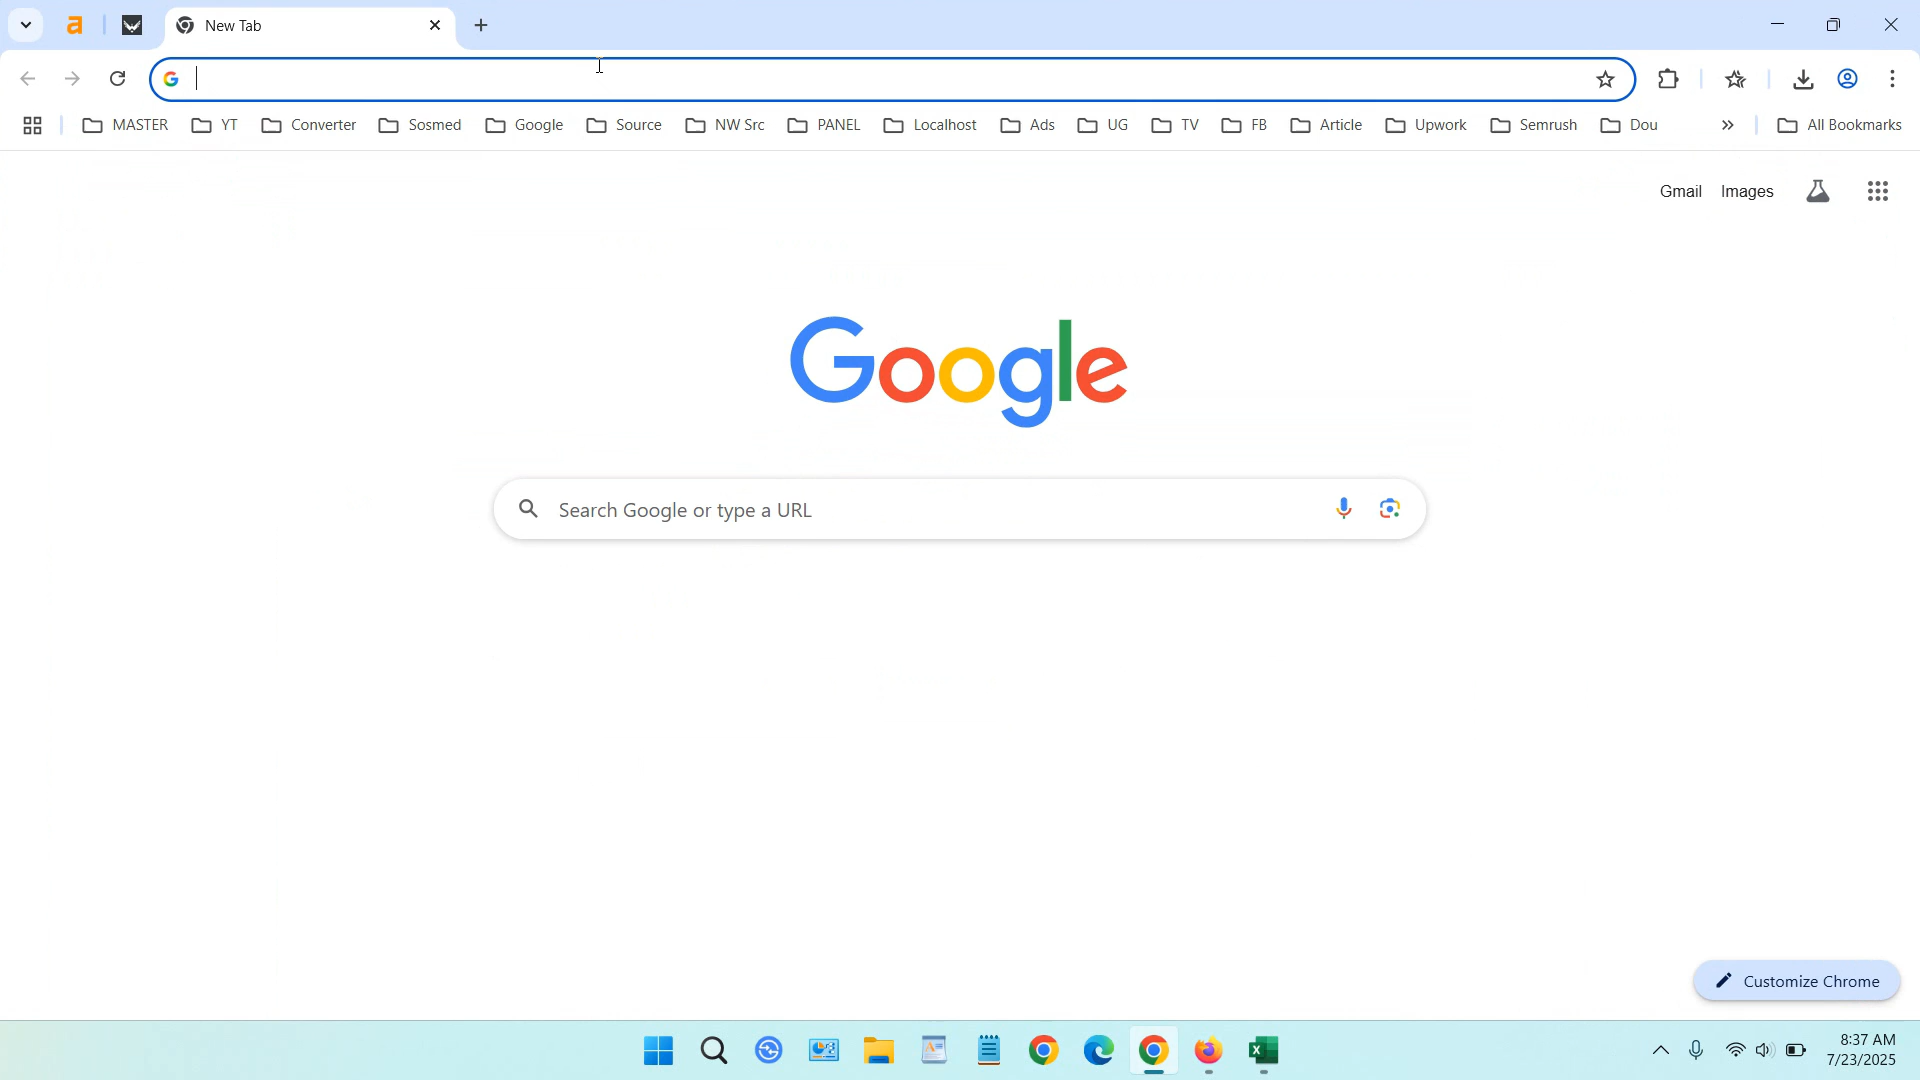 a New Tab
MASTER YT Converter Sosmed Google Source NW Src PANEL Localhost Ads UG TV FB Article Upwork Semrush Dou All Bookmarks
Gmail Images
Google
Search Google or type a URL
Customize Chrome
8:37 AM
7/23/2025